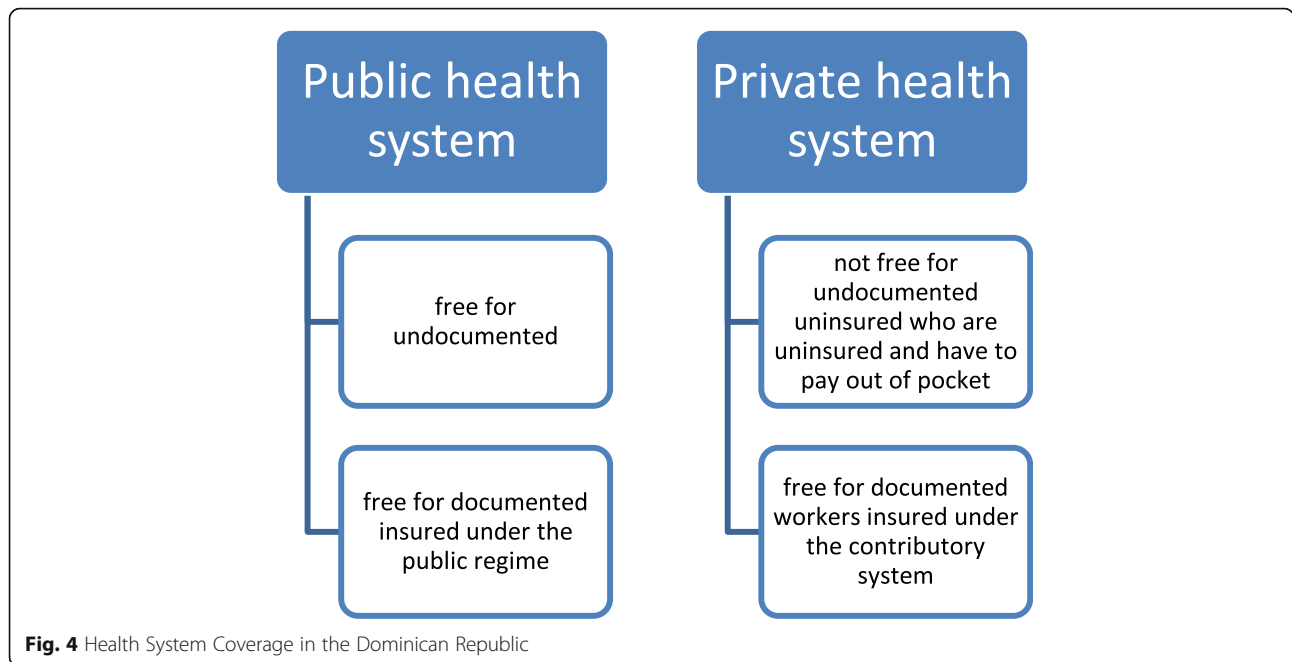 Public health
system
free for
undocumented
free for documented
insured under the
public regime
Private health
system
not free for
undocumented
uninsured who are
uninsured and have to
pay out of pocket
free for documented
workers insured under
the contributory
system
Fig. 4 Health System Coverage in the Dominican Republic